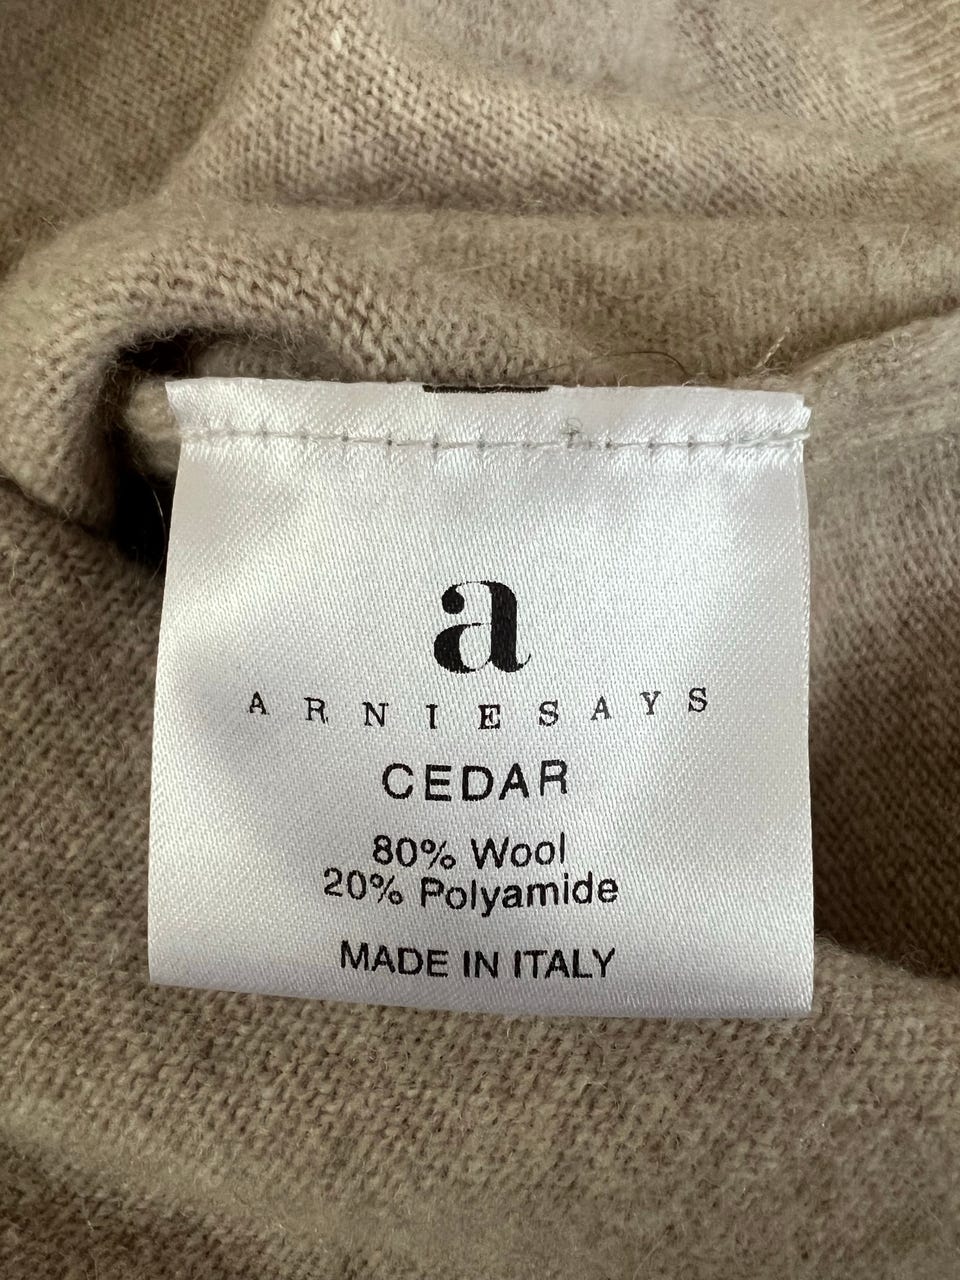 a
ARNIESAYS
CEDAR
80% Wool
20% Polyamide
MADE IN ITALY